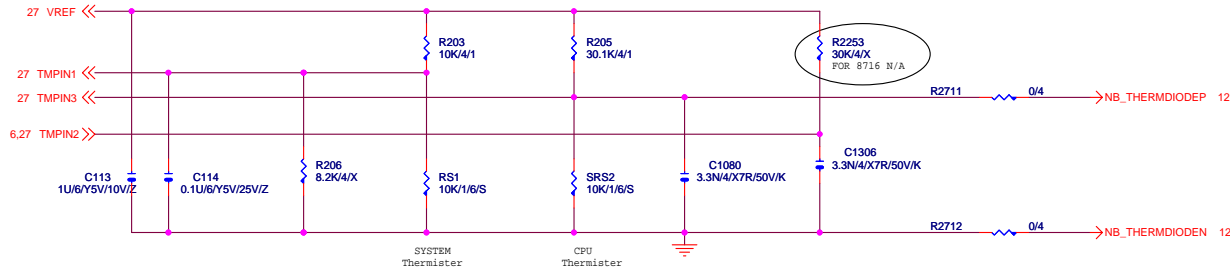 27 VREF
R203
10K/4/1
R205
30.1K/4/1
R2253
30K/4/X
FOR 8716 N/A
27 TMPIN1
27 TMPIN3
R2711
0/4
NB_THERMDIODEP 12
6,27 TMPIN2
C113
1U/6/Y5V/10V/Z
C114
0.1U/6/Y5V/25V/Z
R206
8.2K/4/X
RS1
10K/1/6/S
SRS2
10K/1/6/S
C1080
3.3N/4/X7R/50V/K
C1306
3.3N/4/X7R/50V/K
R2712
0/4
NB_THERMDIODEN 12
SYSTEM
Thermister
CPU
Thermister